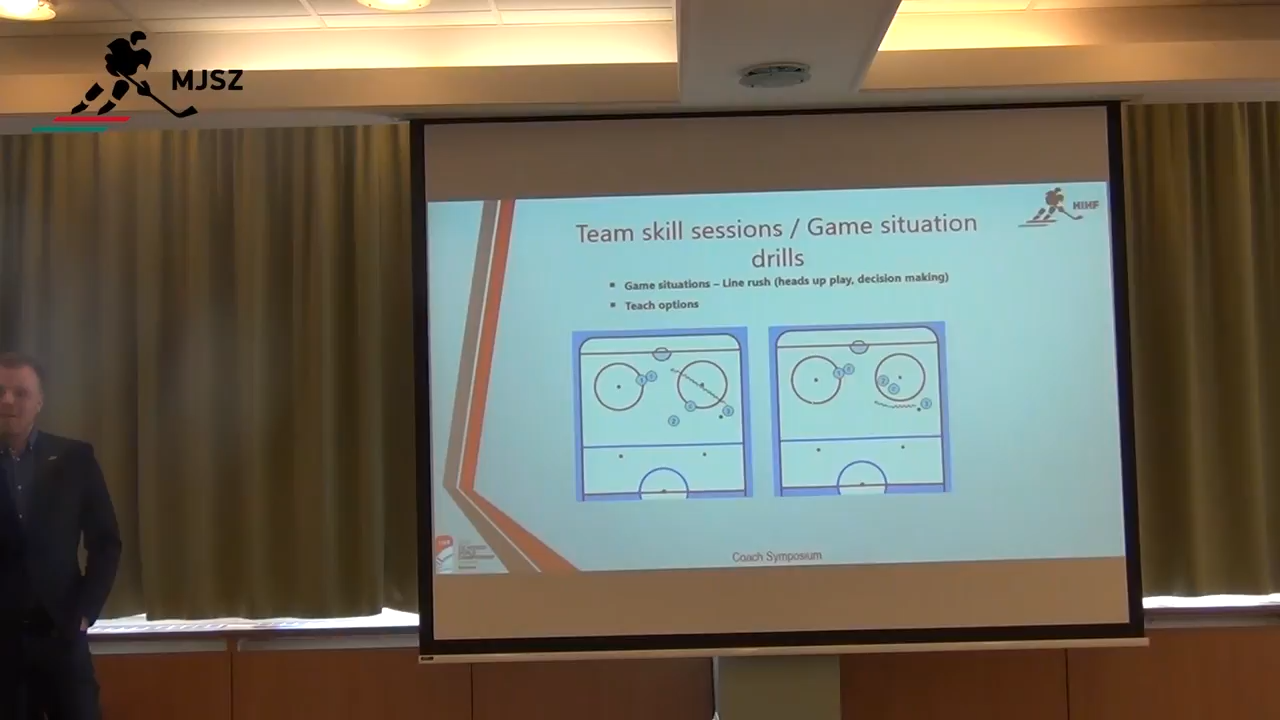 MJSZ
HIHF
Team skill sessions / Game situation
drills
Game situations – Line rush (heads up play, decision making)
Teach options
Coach Symposium